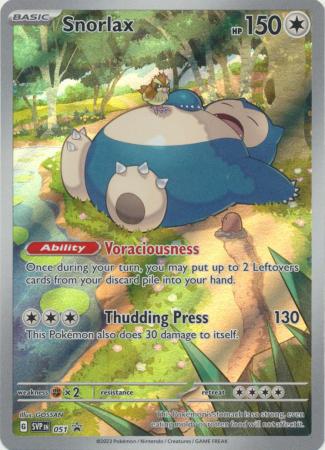 BASIC
Snorlax
HP 150
Ability Voraciousness
Once during your turn, you may put up to 2 Leftovers
cards from your discard pile into your hand.
Thudding Press 130
This Pokémon also does 30 damage to itself.
weakness ×2 resistance retreat
Illus. GOSSAN
G SVP EN 051
This Pokémon's stomach is so strong, even
eating moldy or rotten food will not affect it.
©2023 Pokémon / Nintendo / Creatures / GAME FREAK